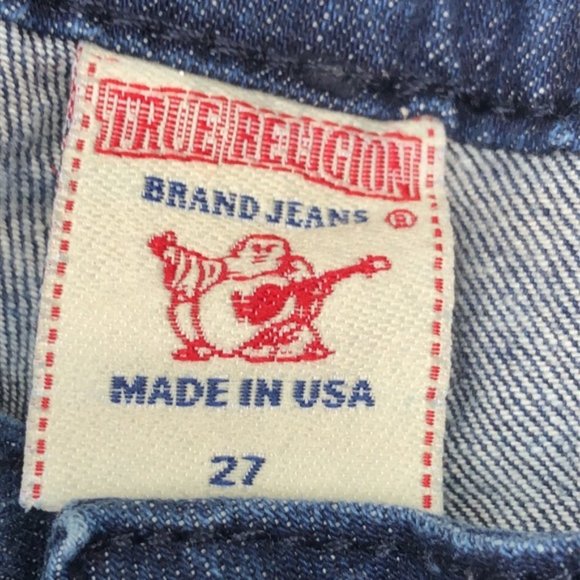 TRUE RELIGION
BRAND JEANS ®
MADE IN USA
27